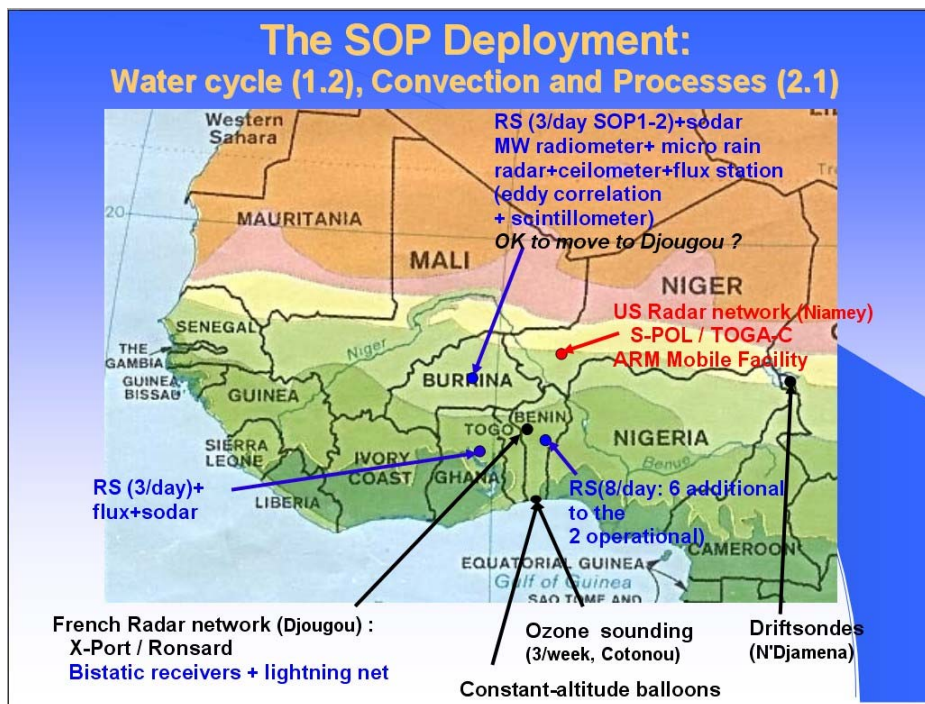 The SOP Deployment:
Water cycle (1.2), Convection and Processes (2.1)
Western
Sahara
RS (3/day SOP1-2)+sodar
MW radiometer+ micro rain
radar+ceilometer+flux station
(eddy correlation
+ scintillometer)
OK to move to Djougou ?
20
MAURITANIA
MALI
NIGER
US Radar network (Niamey)
S-POL / TOGA-C
ARM Mobile Facility
SENEGAL
THE
GAMBIA
GUINEA
BISSAU
Niger
GUINEA
BURKINA
BENIN
TOGO
NIGERIA
SIERRA
LEONE
IVORY
COAST
GHANA
Benue
LIBERIA
RS (3/day)+
flux+sodar
RS(8/day: 6 additional
to the
2 operational)
CAMEROON
EQUATORIAL GUINEA
Gulf of Guinea
SAO TOME AND
French Radar network (Djougou) :
X-Port / Ronsard
Bistatic receivers + lightning net
Ozone sounding
(3/week, Cotonou)
Driftsondes
(N'Djamena)
Constant-altitude balloons